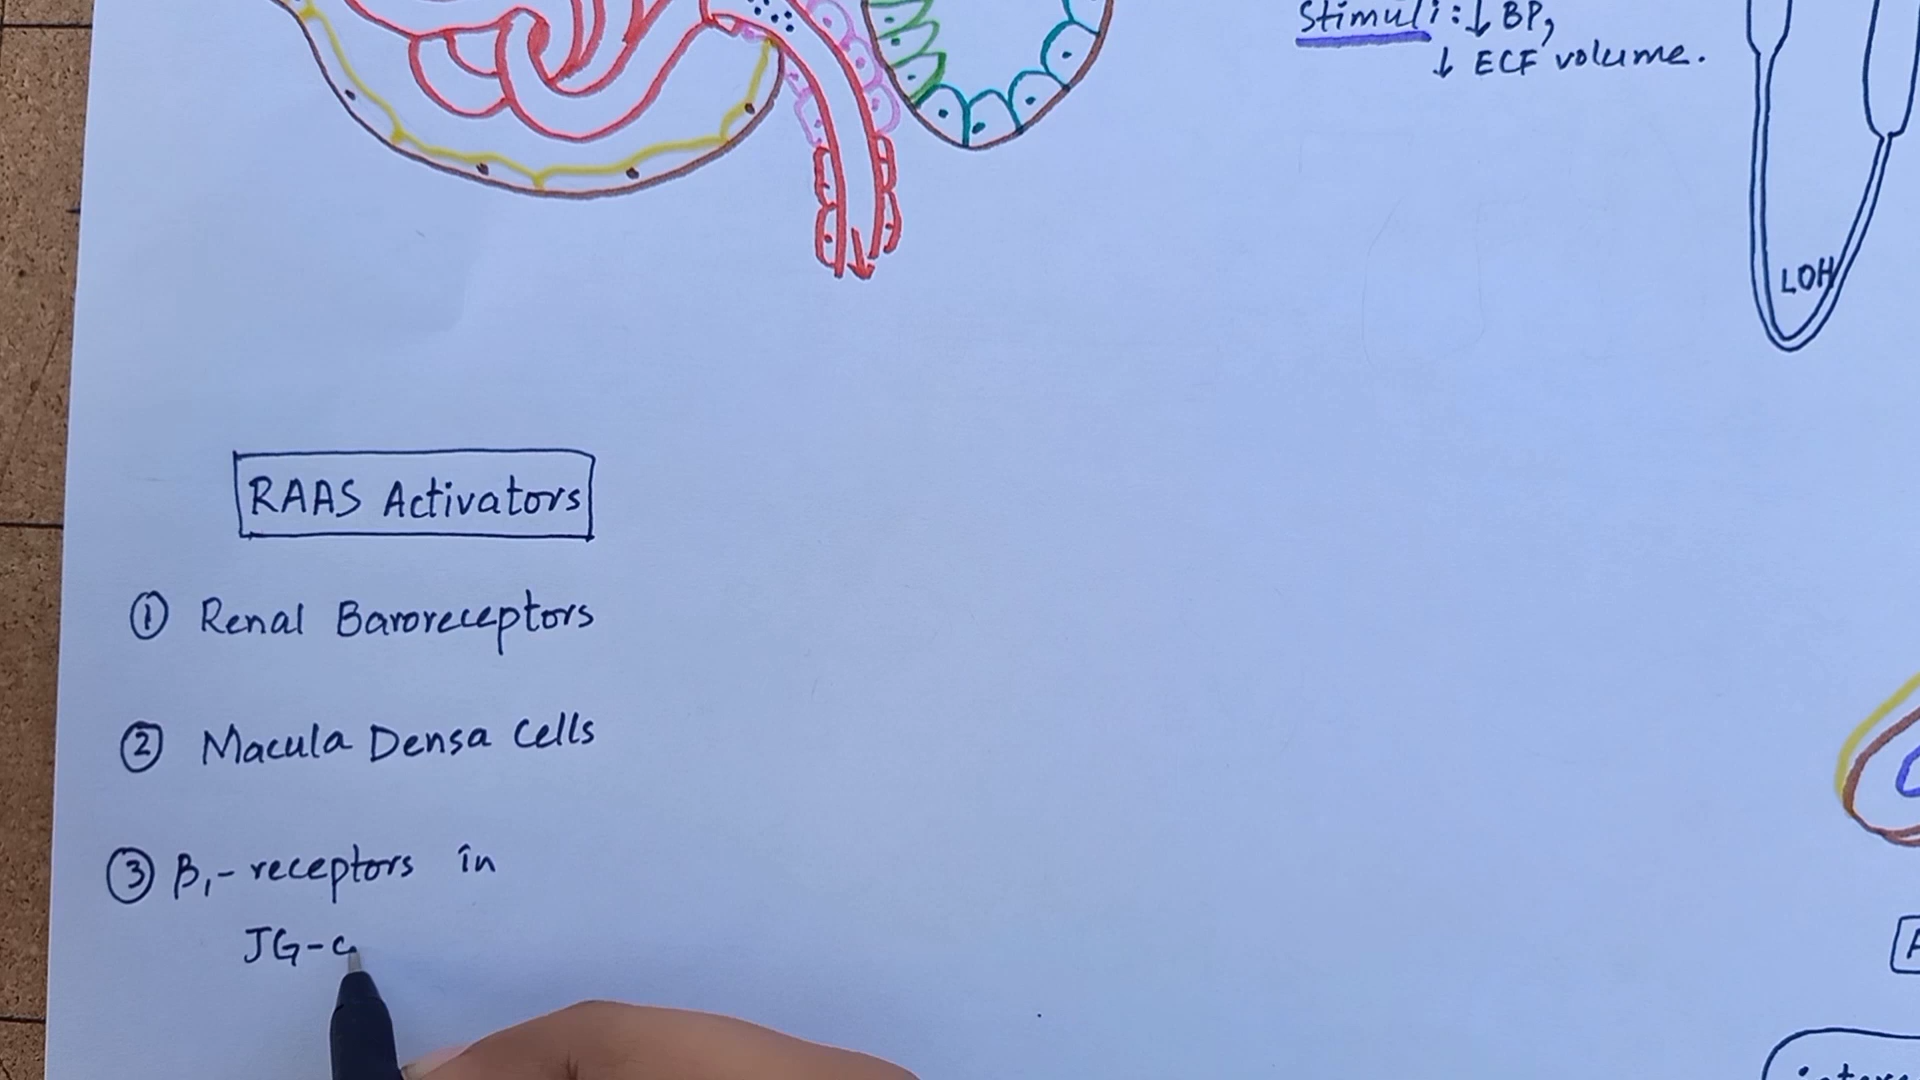 Stimuli: ↓ BP,
↓ ECF volume.
LOH
RAAS Activators
① Renal Baroreceptors
② Macula Densa Cells
③ β₁-receptors in
JG-c